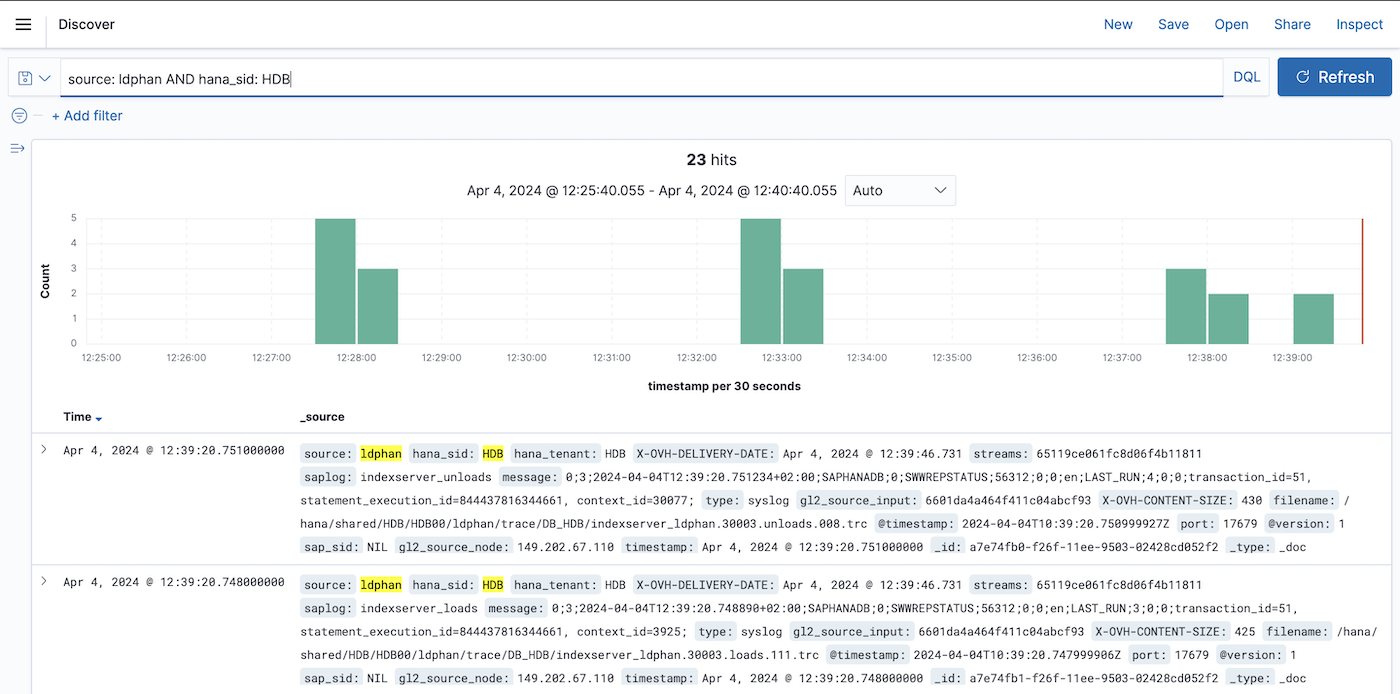 Discover New Save Open Share Inspect
source: ldphan AND hana_sid: HDB DQL Refresh
+ Add filter
23 hits
Apr 4, 2024 @ 12:25:40.055 - Apr 4, 2024 @ 12:40:40.055 Auto
5
4
3
2
1
0
Count
12:25:00 12:26:00 12:27:00 12:28:00 12:29:00 12:30:00 12:31:00 12:32:00 12:33:00 12:34:00 12:35:00 12:36:00 12:37:00 12:38:00 12:39:00
timestamp per 30 seconds
Time _source
Apr 4, 2024 @ 12:39:20.751000000 source: ldphan hana_sid: HDB hana_tenant: HDB X-OVH-DELIVERY-DATE: Apr 4, 2024 @ 12:39:46.731 streams: 65119ce061fc8d06f4b11811
saplog: indexserver_unloads message: 0;3;2024-04-04T12:39:20.751234+02:00;SAPHANADB;0;SWWREPSTATUS;56312;0;0;en;LAST_RUN;4;0;0;transaction_id=51,
statement_execution_id=844437816344661, context_id=30077; type: syslog gl2_source_input: 6601da4a464f411c04abcf93 X-OVH-CONTENT-SIZE: 430 filename: /
hana/shared/HDB/HDB00/ldphan/trace/DB_HDB/indexserver_ldphan.30003.unloads.008.trc @timestamp: 2024-04-04T10:39:20.750999927Z port: 17679 @version: 1
sap_sid: NIL gl2_source_node: 149.202.67.110 timestamp: Apr 4, 2024 @ 12:39:20.751000000 _id: a7e74fb0-f26f-11ee-9503-02428cd052f2 _type: _doc
Apr 4, 2024 @ 12:39:20.748000000 source: ldphan hana_sid: HDB hana_tenant: HDB X-OVH-DELIVERY-DATE: Apr 4, 2024 @ 12:39:46.731 streams: 65119ce061fc8d06f4b11811
saplog: indexserver_loads message: 0;3;2024-04-04T12:39:20.748890+02:00;SAPHANADB;0;SWWREPSTATUS;56312;0;0;en;LAST_RUN;3;0;0;transaction_id=51,
statement_execution_id=844437816344661, context_id=3925; type: syslog gl2_source_input: 6601da4a464f411c04abcf93 X-OVH-CONTENT-SIZE: 425 filename: /hana/
shared/HDB/HDB00/ldphan/trace/DB_HDB/indexserver_ldphan.30003.loads.111.trc @timestamp: 2024-04-04T10:39:20.747999906Z port: 17679 @version: 1
sap_sid: NIL gl2_source_node: 149.202.67.110 timestamp: Apr 4, 2024 @ 12:39:20.748000000 _id: a7e74fb1-f26f-11ee-9503-02428cd052f2 _type: _doc